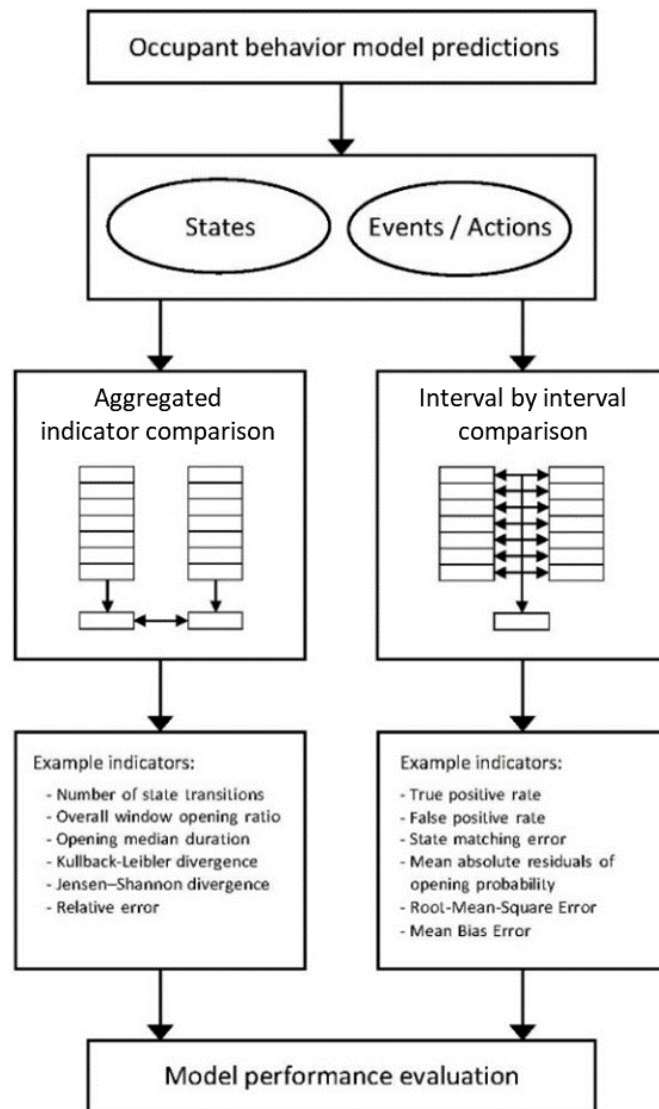 Occupant behavior model predictions
States
Events / Actions
Aggregated
indicator comparison
Interval by interval
comparison
Example indicators:
- Number of state transitions
- Overall window opening ratio
- Opening median duration
- Kullback-Leibler divergence
- Jensen–Shannon divergence
- Relative error
Example indicators:
- True positive rate
- False positive rate
- State matching error
- Mean absolute residuals of
opening probability
- Root-Mean-Square Error
- Mean Bias Error
Model performance evaluation